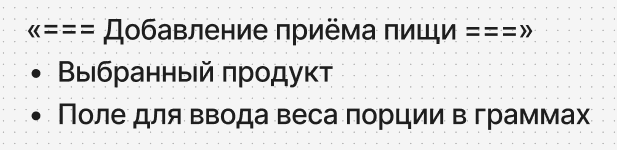 «=== Добавление приёма пищи ===»
• Выбранный продукт
• Поле для ввода веса порции в граммах